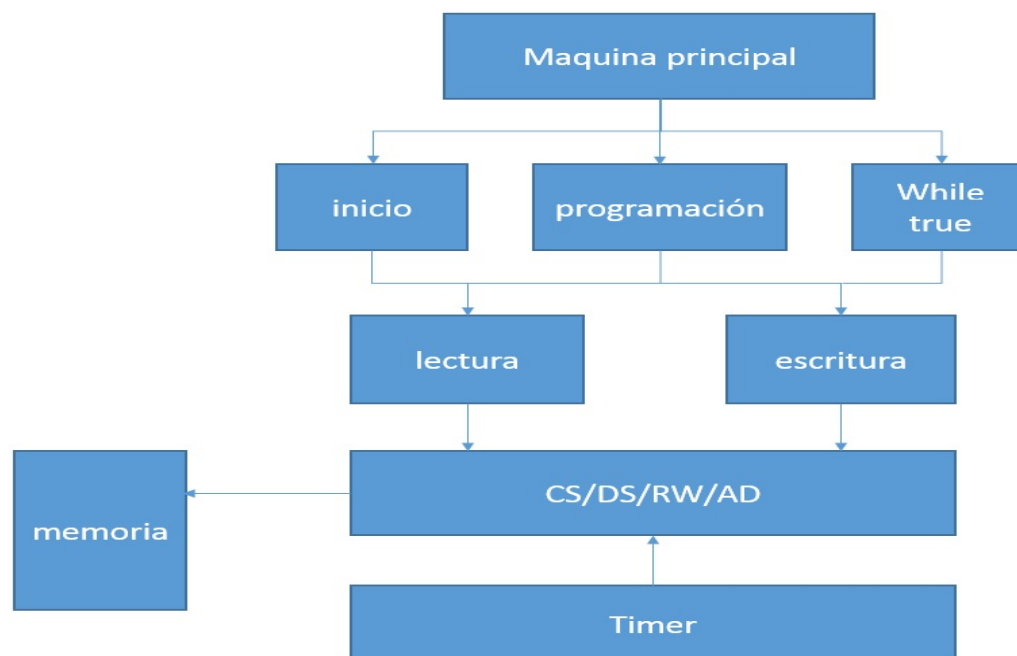 Maquina principal
inicio
programación
While
true
lectura
escritura
CS/DS/RW/AD
memoria
Timer